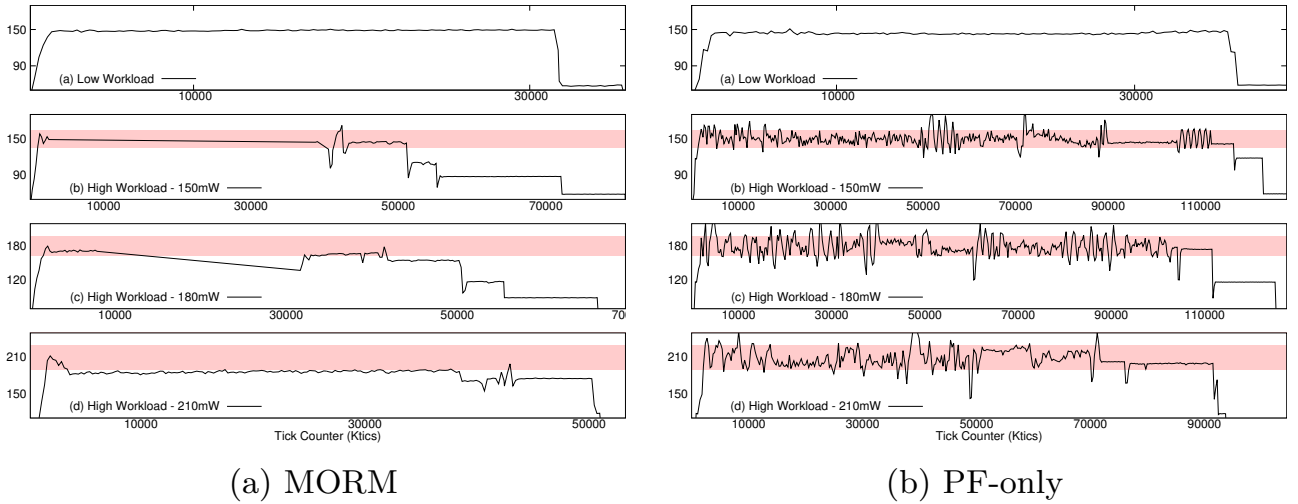 150
90
(a) Low Workload
10000 30000
150
90
(b) High Workload - 150mW
10000 30000 50000 70000
180
120
(c) High Workload - 180mW
10000 30000 50000 70
210
150
(d) High Workload - 210mW
10000 30000 50000
Tick Counter (Ktics)
(a) MORM
150
90
(a) Low Workload
10000 30000
150
90
(b) High Workload - 150mW
10000 30000 50000 70000 90000 110000
180
120
(c) High Workload - 180mW
10000 30000 50000 70000 90000 110000
210
150
(d) High Workload - 210mW
10000 30000 50000 70000 90000
Tick Counter (Ktics)
(b) PF-only